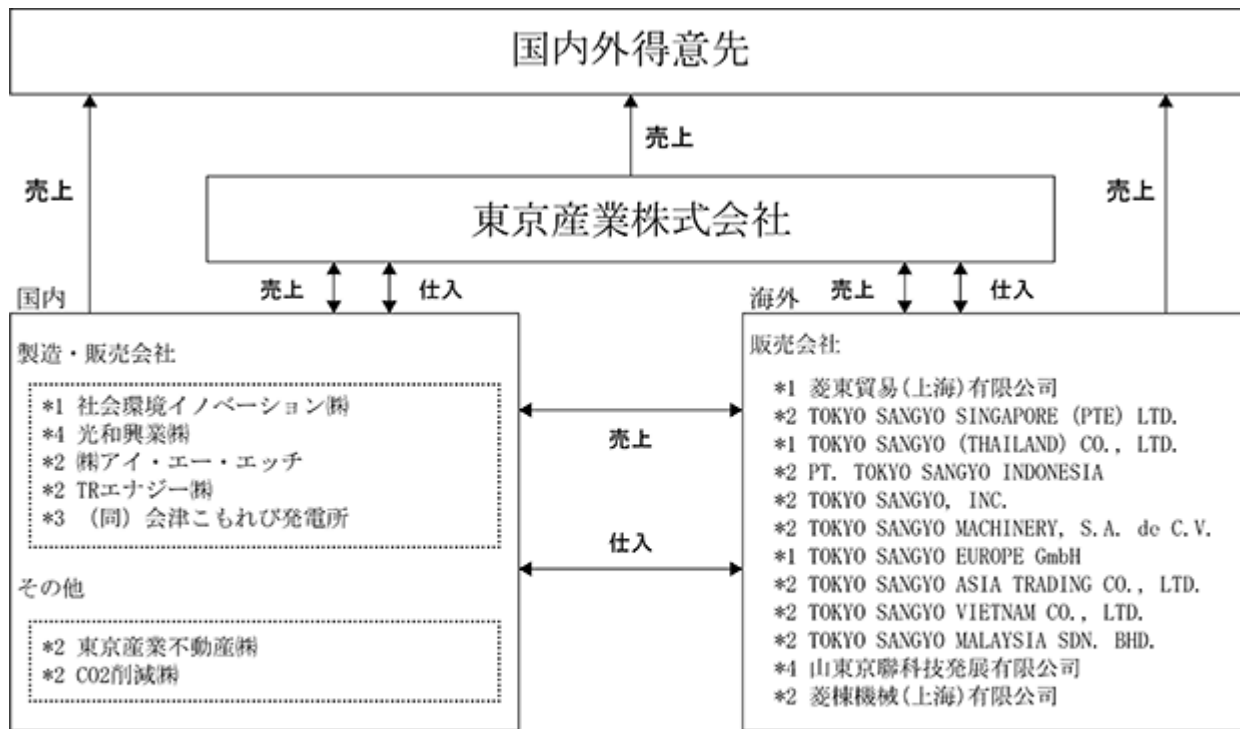 国内外得意先
売上
売上
売上
東京産業株式会社
国内
売上
仕入
海外
売上
仕入
製造・販売会社
*1 社会環境イノベーション㈱
*4 光和興業㈱
*2 ㈱アイ・エー・エッチ
*2 TRエナジー㈱
*3 （同）会津こもれび発電所
その他
*2 東京産業不動産㈱
*2 CO2削減㈱
売上
仕入
販売会社
*1 菱東貿易(上海)有限公司
*2 TOKYO SANGYO SINGAPORE (PTE) LTD.
*1 TOKYO SANGYO (THAILAND) CO., LTD.
*2 PT. TOKYO SANGYO INDONESIA
*2 TOKYO SANGYO, INC.
*2 TOKYO SANGYO MACHINERY, S.A. de C.V.
*1 TOKYO SANGYO EUROPE GmbH
*2 TOKYO SANGYO ASIA TRADING CO., LTD.
*2 TOKYO SANGYO VIETNAM CO., LTD.
*2 TOKYO SANGYO MALAYSIA SDN. BHD.
*4 山東京聯科技発展有限公司
*2 菱棟機械(上海)有限公司